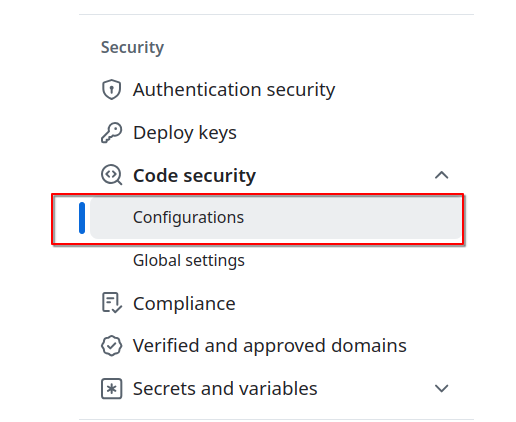 Security
Authentication security
Deploy keys
Code security
Configurations
Global settings
Compliance
Verified and approved domains
Secrets and variables